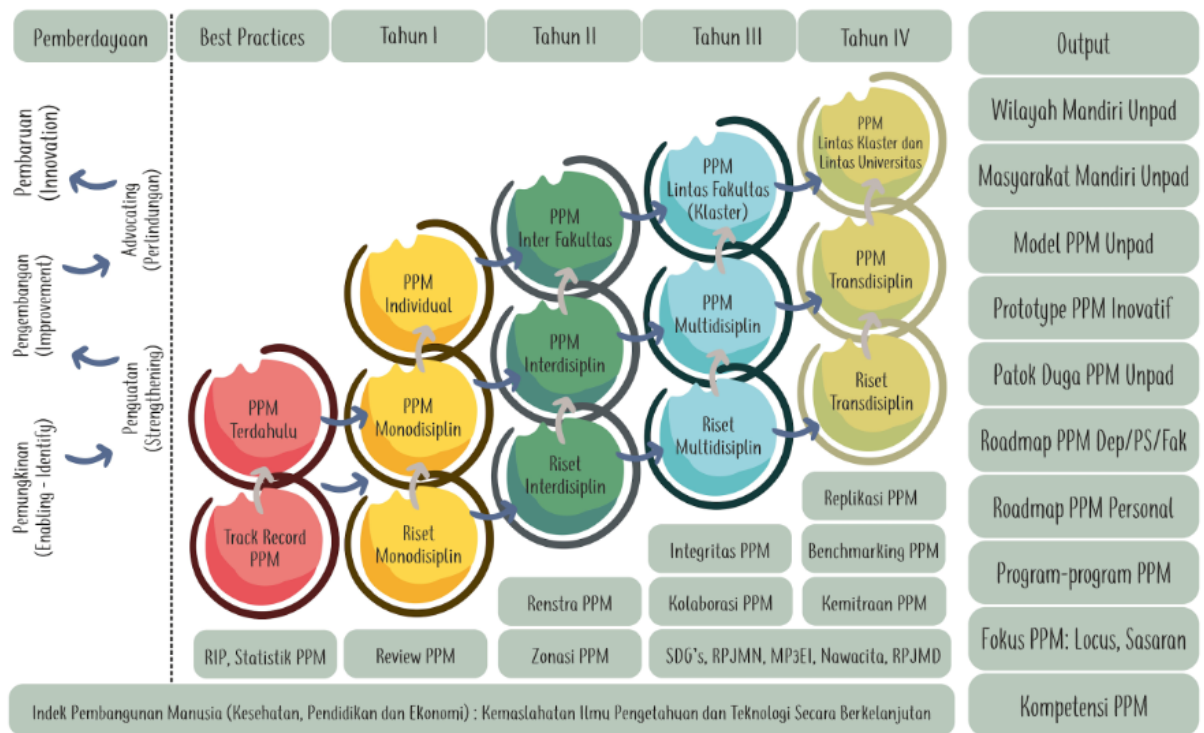 Pemberdayaan
Best Practices
Tahun I
Tahun II
Tahun III
Tahun IV
Output
Pembaruan
(Innovation)
Advocating
(Perlindungan)
Pengembangan
(Improvement)
Penguatan
(Strengthening)
Pemungkinan
(Enabling - Identify)
PPM
Terdahulu
Track Record
PPM
PPM
Individual
PPM
Monodisiplin
Riset
Monodisiplin
PPM
Inter Fakultas
PPM
Interdisiplin
Riset
Interdisiplin
PPM
Lintas Fakultas
(Klaster)
PPM
Multidisiplin
Riset
Multidisiplin
PPM
Lintas Klaster dan
Lintas Universitas
PPM
Transdisiplin
Riset
Transdisiplin
Replikasi PPM
Integritas PPM
Benchmarking PPM
Renstra PPM
Kolaborasi PPM
Kemitraan PPM
RIP, Statistik PPM
Review PPM
Zonasi PPM
SDG's, RPJMN, MP3EI, Nawacita, RPJMD
Indek Pembangunan Manusia (Kesehatan, Pendidikan dan Ekonomi) : Kemaslahatan Ilmu Pengetahuan dan Teknologi Secara Berkelanjutan
Wilayah Mandiri Unpad
Masyarakat Mandiri Unpad
Model PPM Unpad
Prototype PPM Inovatif
Patok Duga PPM Unpad
Roadmap PPM Dep/PS/Fak
Roadmap PPM Personal
Program-program PPM
Fokus PPM: Locus, Sasaran
Kompetensi PPM